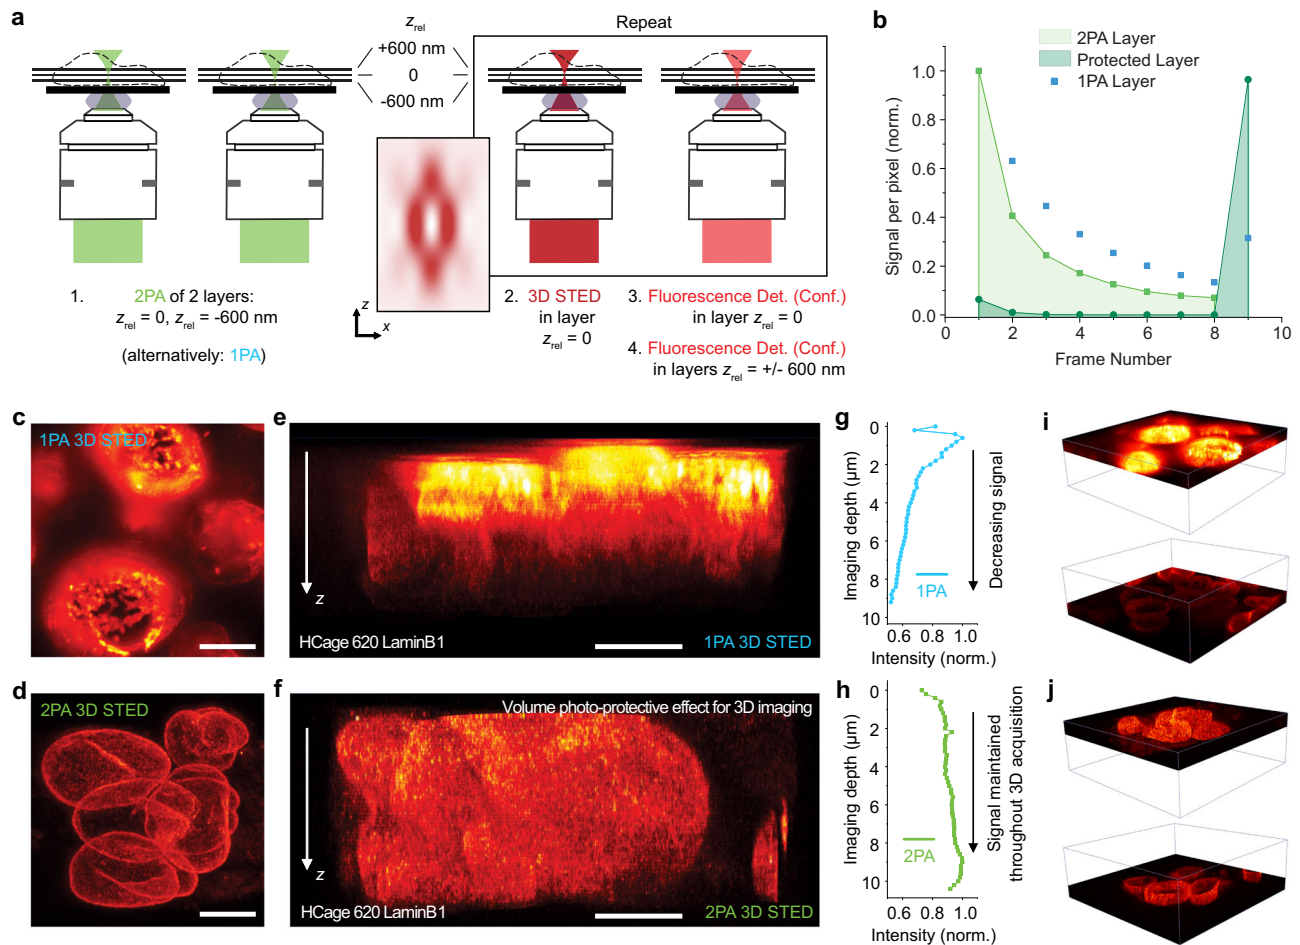 a
z rel
+600 nm
0
-600 nm
Repeat
1. 2PA of 2 layers:
z rel = 0, z rel = -600 nm
(alternatively: 1PA)
z
x
2. 3D STED
in layer
z rel = 0
3. Fluorescence Det. (Conf.)
in layer z rel = 0
4. Fluorescence Det. (Conf.)
in layers z rel = +/- 600 nm
b
2PA Layer
Protected Layer
1PA Layer
Signal per pixel (norm.)
1.0
0.8
0.6
0.4
0.2
0.0
0 2 4 6 8 10
Frame Number
c
1PA 3D STED
d
2PA 3D STED
e
z
HCage 620 LaminB1
1PA 3D STED
f
Volume photo-protective effect for 3D imaging
z
HCage 620 LaminB1
2PA 3D STED
g
Imaging depth (µm)
0
2
4
6
8
10
1PA
Decreasing signal
0.6 0.8 1.0
Intensity (norm.)
h
Imaging depth (µm)
0
2
4
6
8
10
2PA
Signal maintained
throughout 3D acquisition
0.6 0.8 1.0
Intensity (norm.)
i
j